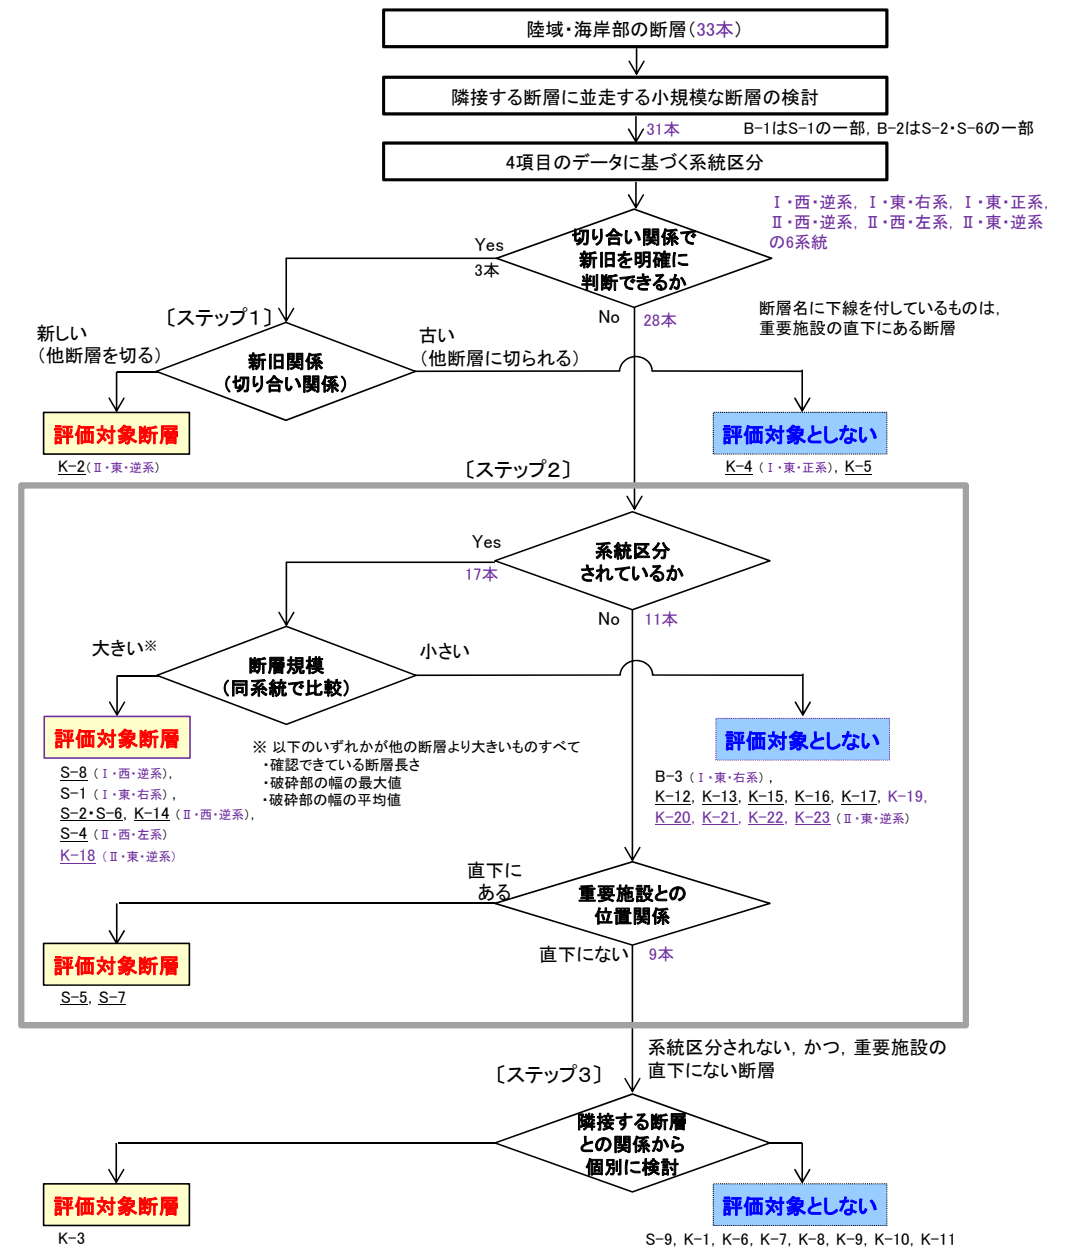 陸域・海岸部の断層（33本）
隣接する断層に並走する小規模な断層の検討
31本
B-1はS-1の一部，B-2はS-2・S-6の一部
4項目のデータに基づく系統区分
Ⅰ・西・逆系，Ⅰ・東・右系，Ⅰ・東・正系，
Ⅱ・西・逆系，Ⅱ・西・左系，Ⅱ・東・逆系
の6系統
切り合い関係で
新旧を明確に
判断できるか
Yes
3本
No
28本
断層名に下線を付しているものは，
重要施設の直下にある断層
〔ステップ1〕
新しい
（他断層を切る）
新旧関係
（切り合い関係）
古い
（他断層に切られる）
評価対象断層
K-2（Ⅱ・東・逆系）
評価対象としない
K-4（Ⅰ・東・正系），K-5
〔ステップ2〕
系統区分
されているか
Yes
17本
No
11本
大きい※
断層規模
（同系統で比較）
小さい
評価対象断層
S-8（Ⅰ・西・逆系），
S-1（Ⅰ・東・右系），
S-2・S-6，K-14（Ⅱ・西・逆系），
S-4（Ⅱ・西・左系）
K-18（Ⅱ・東・逆系）
※ 以下のいずれかが他の断層より大きいものすべて
・確認できている断層長さ
・破砕部の幅の最大値
・破砕部の幅の平均値
評価対象としない
B-3（Ⅰ・東・右系），
K-12，K-13，K-15，K-16，K-17，K-19，
K-20，K-21，K-22，K-23（Ⅱ・東・逆系）
直下に
ある
重要施設との
位置関係
直下にない
9本
評価対象断層
S-5，S-7
系統区分されない，かつ，重要施設の
直下にない断層
〔ステップ3〕
隣接する断層
との関係から
個別に検討
評価対象断層
K-3
評価対象としない
S-9，K-1，K-6，K-7，K-8，K-9，K-10，K-11